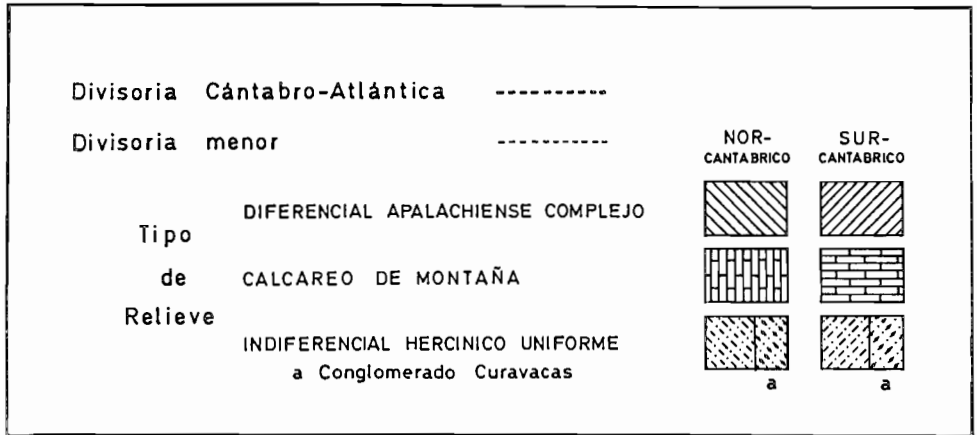 Divisoria Cántabro-Atlántica ----------
Divisoria menor -----------
NOR-
CANTABRICO
SUR-
CANTABRICO
Tipo
de
Relieve
DIFERENCIAL APALACHIENSE COMPLEJO
CALCAREO DE MONTAÑA
INDIFERENCIAL HERCINICO UNIFORME
a Conglomerado Curavacas
a
a